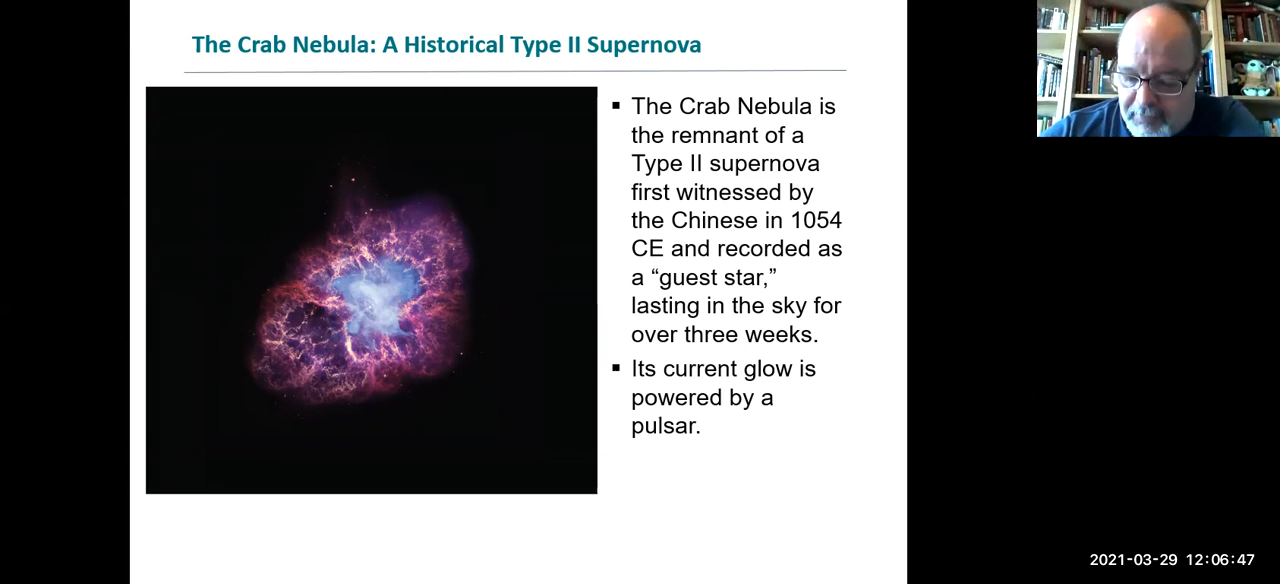 The Crab Nebula: A Historical Type II Supernova
▪ The Crab Nebula is
the remnant of a
Type II supernova
first witnessed by
the Chinese in 1054
CE and recorded as
a “guest star,”
lasting in the sky for
over three weeks.
▪ Its current glow is
powered by a
pulsar.
2021-03-29 12:06:47